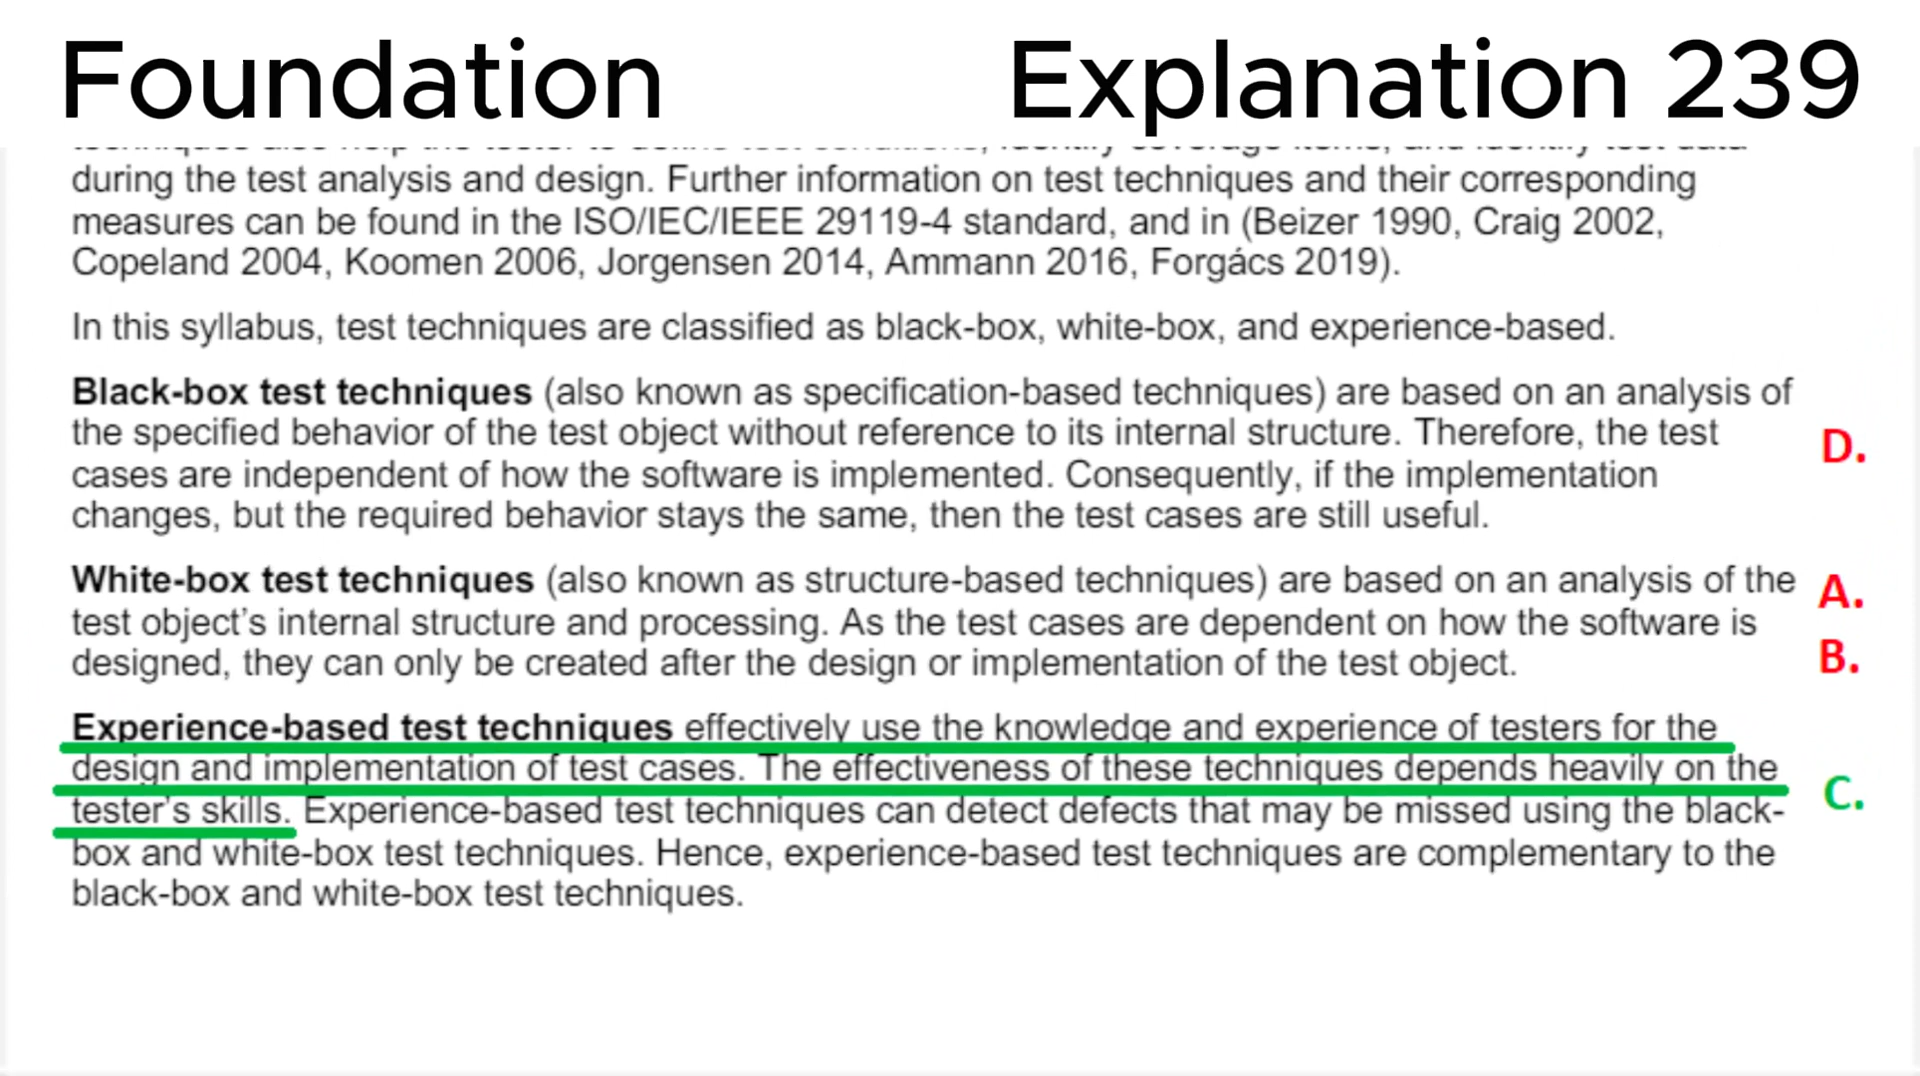 Foundation Explanation 239
during the test analysis and design. Further information on test techniques and their corresponding
measures can be found in the ISO/IEC/IEEE 29119-4 standard, and in (Beizer 1990, Craig 2002,
Copeland 2004, Koomen 2006, Jorgensen 2014, Ammann 2016, Forgács 2019).
In this syllabus, test techniques are classified as black-box, white-box, and experience-based.
Black-box test techniques (also known as specification-based techniques) are based on an analysis of
the specified behavior of the test object without reference to its internal structure. Therefore, the test
D.
cases are independent of how the software is implemented. Consequently, if the implementation
changes, but the required behavior stays the same, then the test cases are still useful.
White-box test techniques (also known as structure-based techniques) are based on an analysis of the
A.
test object's internal structure and processing. As the test cases are dependent on how the software is
designed, they can only be created after the design or implementation of the test object.
B.
Experience-based test techniques effectively use the knowledge and experience of testers for the
design and implementation of test cases. The effectiveness of these techniques depends heavily on the
C.
tester's skills. Experience-based test techniques can detect defects that may be missed using the black-
box and white-box test techniques. Hence, experience-based test techniques are complementary to the
black-box and white-box test techniques.